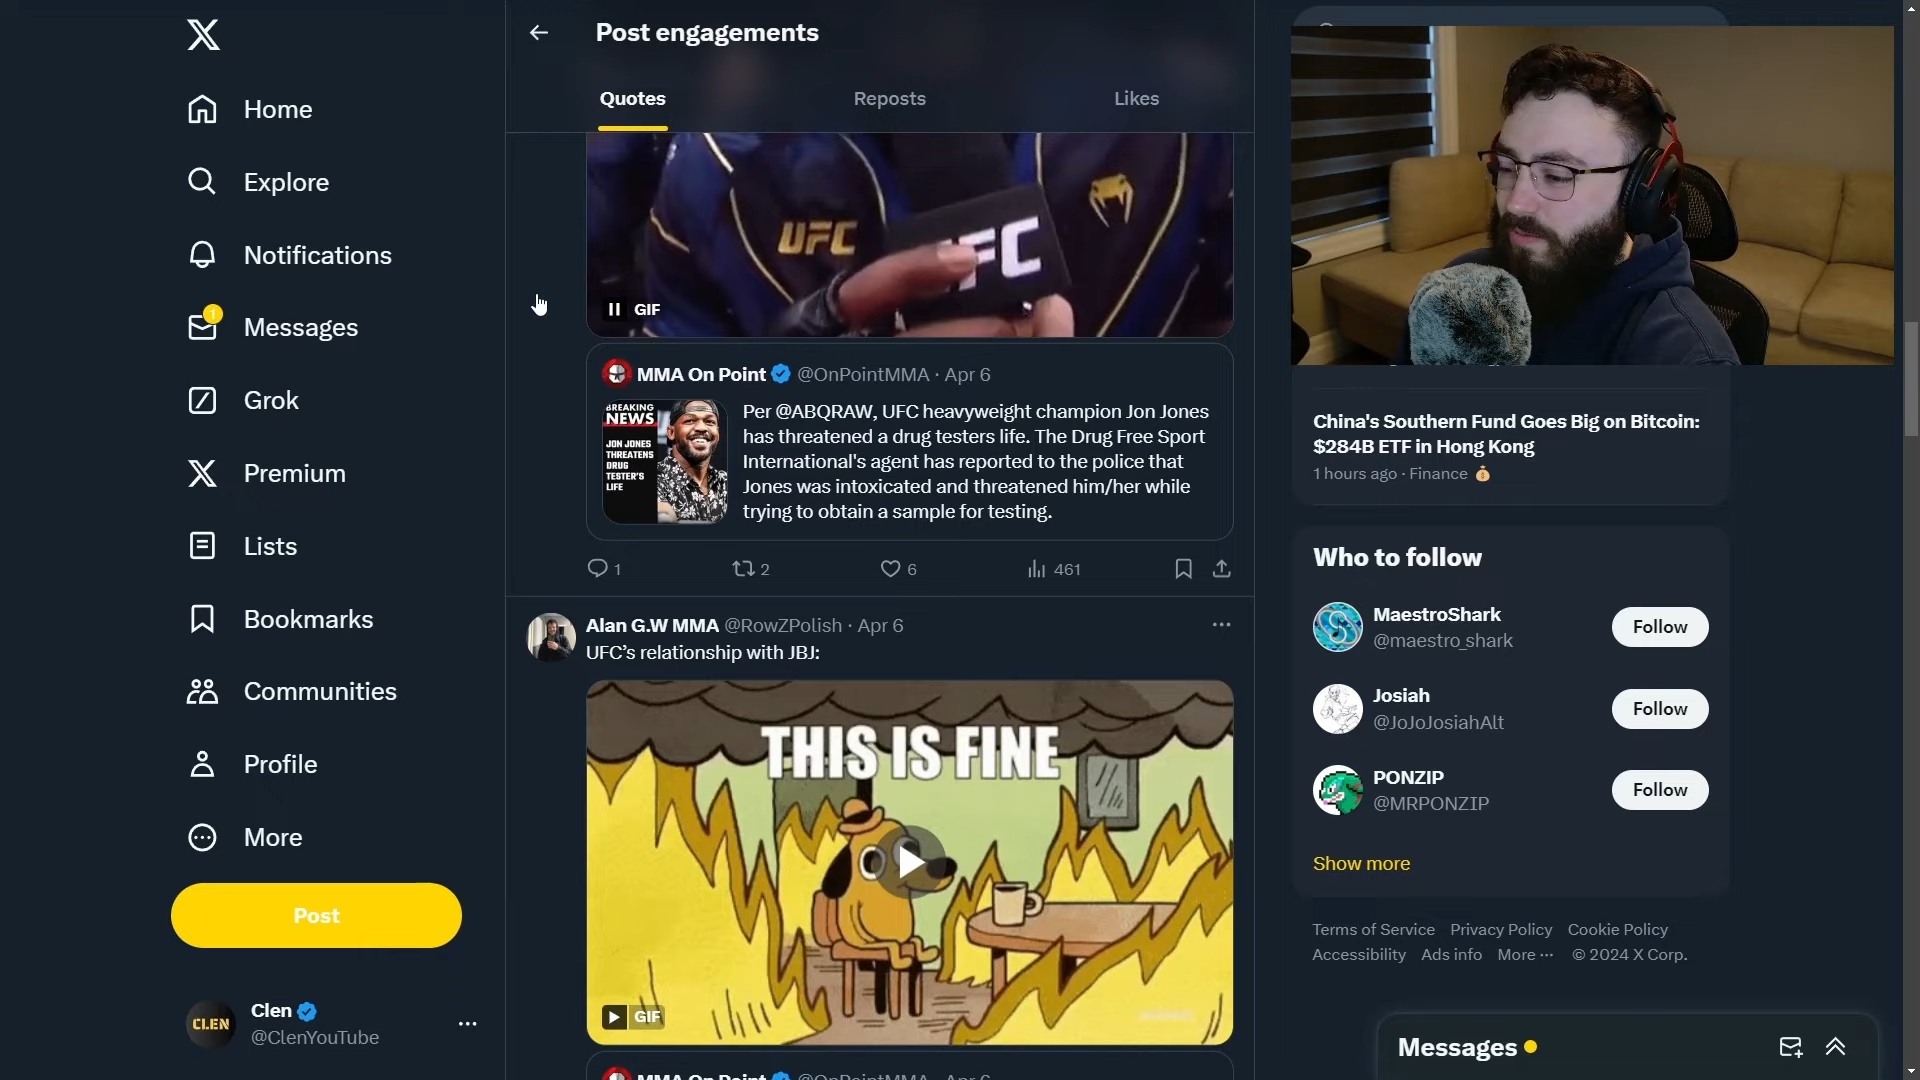 Home
Explore
Notifications
1
Messages
Grok
Premium
Lists
Bookmarks
Communities
Profile
More
Post
CLEN
Clen
@ClenYouTube
Post engagements
Quotes
Reposts
Likes
UFC
UFC
GIF
MMA On Point @OnPointMMA · Apr 6
BREAKING
NEWS
JON JONES
THREATENS
DRUG
TESTER'S
LIFE
Per @ABQRAW, UFC heavyweight champion Jon Jones
has threatened a drug testers life. The Drug Free Sport
International's agent has reported to the police that
Jones was intoxicated and threatened him/her while
trying to obtain a sample for testing.
1 2 6 461
Alan G.W MMA @RowZPolish · Apr 6
UFC’s relationship with JBJ:
THIS IS FINE
GIF
MMA On Point @OnPointMMA · Apr 6
China's Southern Fund Goes Big on Bitcoin:
$284B ETF in Hong Kong
1 hours ago · Finance 💰
Who to follow
MaestroShark
@maestro_shark
Follow
Josiah
@JoJoJosiahAlt
Follow
PONZIP
@MRPONZIP
Follow
Show more
Terms of Service Privacy Policy Cookie Policy
Accessibility Ads info More ··· © 2024 X Corp.
Messages